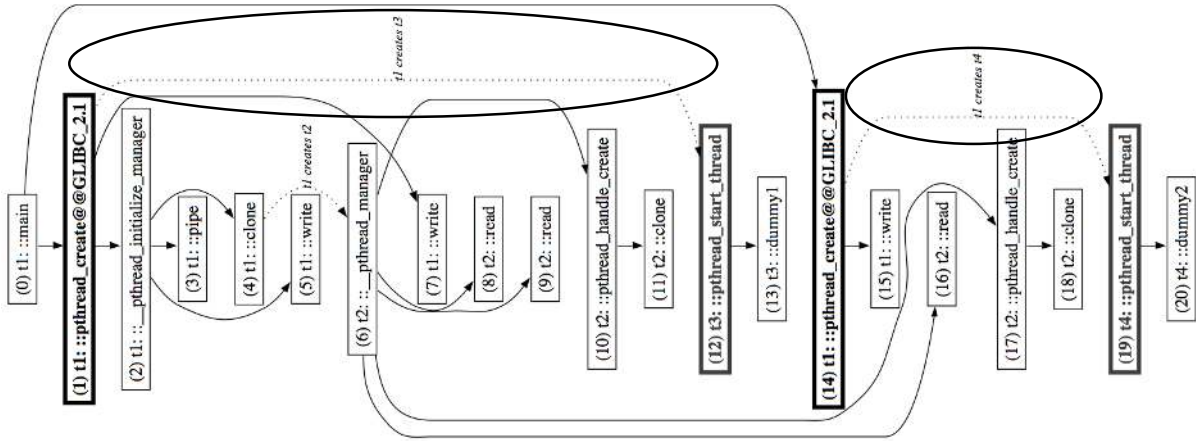 (0) t1: ::main
(1) t1: ::pthread_create@@GLIBC_2.1
(2) t1: ::__pthread_initialize_manager
(3) t1: ::pipe
(4) t1: ::clone
(5) t1: ::write
(6) t2: ::__pthread_manager
(7) t1: ::write
(8) t2: ::read
(9) t2: ::read
(10) t2: ::pthread_handle_create
(11) t2: ::clone
(12) t3: ::pthread_start_thread
(13) t3: ::dummy1
(14) t1: ::pthread_create@@GLIBC_2.1
(15) t1: ::write
(16) t2: ::read
(17) t2: ::pthread_handle_create
(18) t2: ::clone
(19) t4: ::pthread_start_thread
(20) t4: ::dummy2
t1 creates t2
t1 creates t3
t1 creates t4